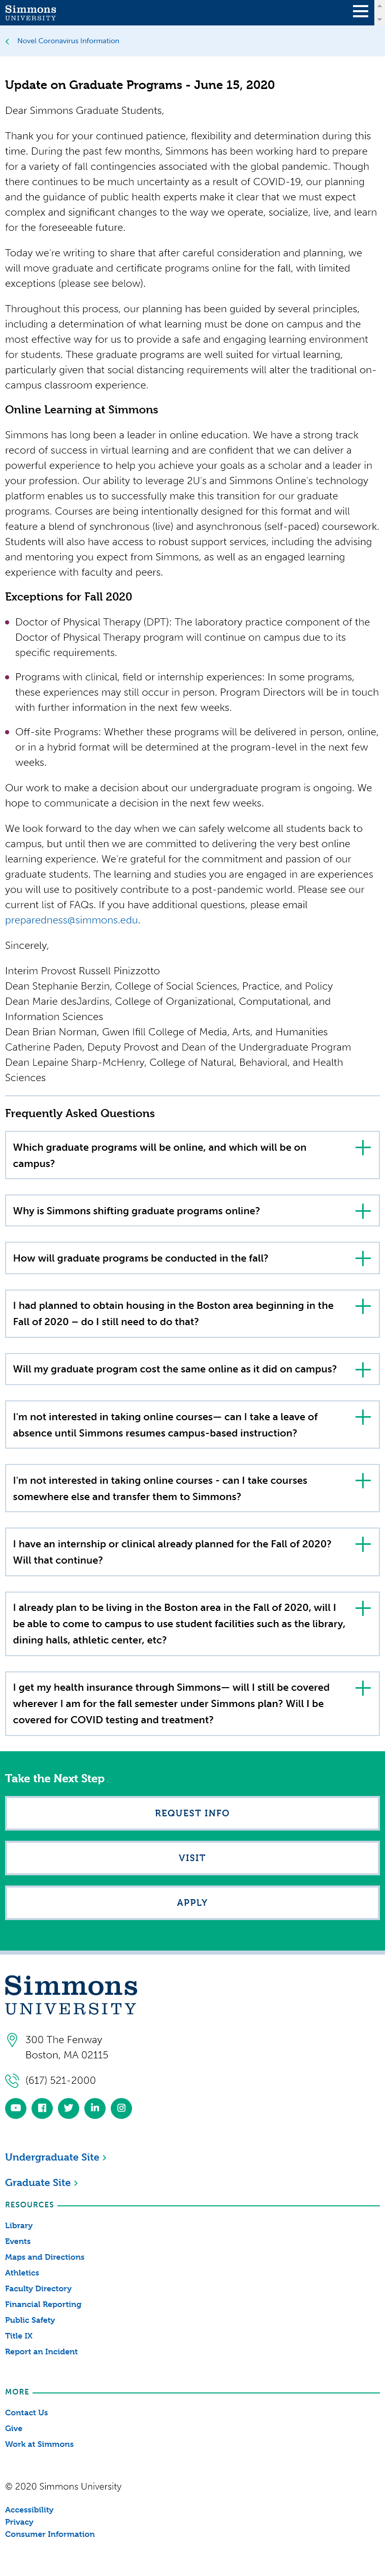 Simmons
UNIVERSITY
Novel Coronavirus Information
Update on Graduate Programs - June 15, 2020
Dear Simmons Graduate Students,
Thank you for your continued patience, flexibility and determination during this
time. During the past few months, Simmons has been working hard to prepare
for a variety of fall contingencies associated with the global pandemic. Though
there continues to be much uncertainty as a result of COVID-19, our planning
and the guidance of public health experts make it clear that we must expect
complex and significant changes to the way we operate, socialize, live, and learn
for the foreseeable future.
Today we're writing to share that after careful consideration and planning, we
will move graduate and certificate programs online for the fall, with limited
exceptions (please see below).
Throughout this process, our planning has been guided by several principles,
including a determination of what learning must be done on campus and the
most effective way for us to provide a safe and engaging learning environment
for students. These graduate programs are well suited for virtual learning,
particularly given that social distancing requirements will alter the traditional on-
campus classroom experience.
Online Learning at Simmons
Simmons has long been a leader in online education. We have a strong track
record of success in virtual learning and are confident that we can deliver a
powerful experience to help you achieve your goals as a scholar and a leader in
your profession. Our ability to leverage 2U's and Simmons Online's technology
platform enables us to successfully make this transition for our graduate
programs. Courses are being intentionally designed for this format and will
feature a blend of synchronous (live) and asynchronous (self-paced) coursework.
Students will also have access to robust support services, including the advising
and mentoring you expect from Simmons, as well as an engaged learning
experience with faculty and peers.
Exceptions for Fall 2020
Doctor of Physical Therapy (DPT): The laboratory practice component of the
Doctor of Physical Therapy program will continue on campus due to its
specific requirements.
Programs with clinical, field or internship experiences: In some programs,
these experiences may still occur in person. Program Directors will be in touch
with further information in the next few weeks.
Off-site Programs: Whether these programs will be delivered in person, online,
or in a hybrid format will be determined at the program-level in the next few
weeks.
Our work to make a decision about our undergraduate program is ongoing. We
hope to communicate a decision in the next few weeks.
We look forward to the day when we can safely welcome all students back to
campus, but until then we are committed to delivering the very best online
learning experience. We're grateful for the commitment and passion of our
graduate students. The learning and studies you are engaged in are experiences
you will use to positively contribute to a post-pandemic world. Please see our
current list of FAQs. If you have additional questions, please email
preparedness@simmons.edu.
Sincerely,
Interim Provost Russell Pinizzotto
Dean Stephanie Berzin, College of Social Sciences, Practice, and Policy
Dean Marie desJardins, College of Organizational, Computational, and
Information Sciences
Dean Brian Norman, Gwen Ifill College of Media, Arts, and Humanities
Catherine Paden, Deputy Provost and Dean of the Undergraduate Program
Dean Lepaine Sharp-McHenry, College of Natural, Behavioral, and Health
Sciences
Frequently Asked Questions
Which graduate programs will be online, and which will be on
campus?
Why is Simmons shifting graduate programs online?
How will graduate programs be conducted in the fall?
I had planned to obtain housing in the Boston area beginning in the
Fall of 2020 – do I still need to do that?
Will my graduate program cost the same online as it did on campus?
I'm not interested in taking online courses— can I take a leave of
absence until Simmons resumes campus-based instruction?
I'm not interested in taking online courses - can I take courses
somewhere else and transfer them to Simmons?
I have an internship or clinical already planned for the Fall of 2020?
Will that continue?
I already plan to be living in the Boston area in the Fall of 2020, will I
be able to come to campus to use student facilities such as the library,
dining halls, athletic center, etc?
I get my health insurance through Simmons— will I still be covered
wherever I am for the fall semester under Simmons plan? Will I be
covered for COVID testing and treatment?
Take the Next Step
REQUEST INFO
VISIT
APPLY
Simmons
UNIVERSITY
300 The Fenway
Boston, MA 02115
(617) 521-2000
Undergraduate Site
Graduate Site
RESOURCES
Library
Events
Maps and Directions
Athletics
Faculty Directory
Financial Reporting
Public Safety
Title IX
Report an Incident
MORE
Contact Us
Give
Work at Simmons
© 2020 Simmons University
Accessibility
Privacy
Consumer Information